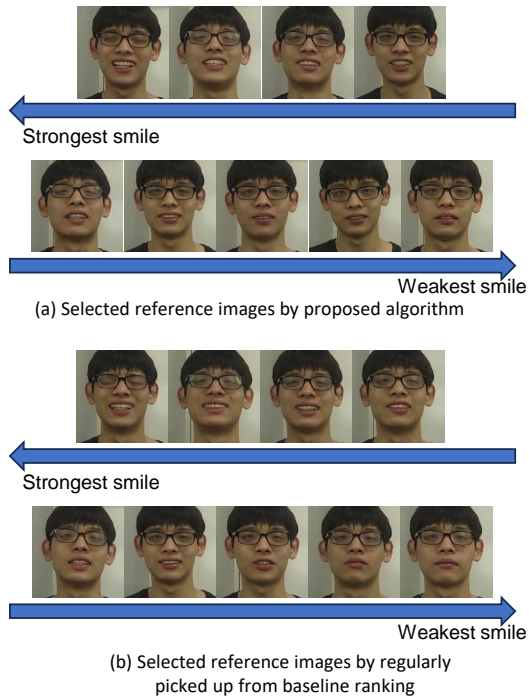 Strongest smile
Weakest smile
(a) Selected reference images by proposed algorithm
Strongest smile
Weakest smile
(b) Selected reference images by regularly
picked up from baseline ranking